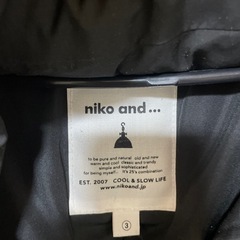 niko and ...
to be pure and natural old and new
warm and cool classic and trendy
simple and sophisticated
for being myself... It's 25's combination
EST. 2007 COOL & SLOW LIFE
www.nikoand.jp
3